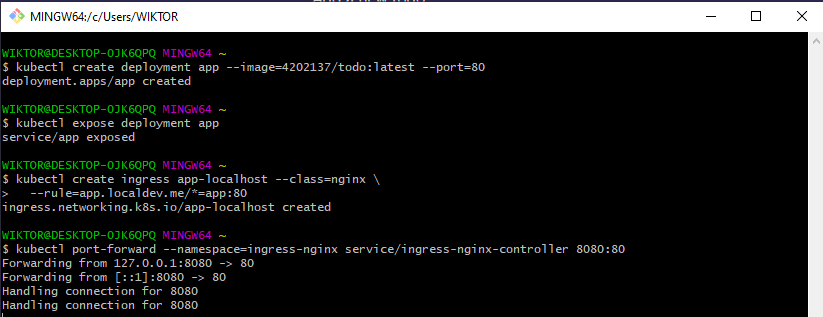 MINGW64:/c/Users/WIKTOR
WIKTOR@DESKTOP-OJK6QPQ MINGW64 ~
$ kubectl create deployment app --image=4202137/todo:latest --port=80
deployment.apps/app created
WIKTOR@DESKTOP-OJK6QPQ MINGW64 ~
$ kubectl expose deployment app
service/app exposed
WIKTOR@DESKTOP-OJK6QPQ MINGW64 ~
$ kubectl create ingress app-localhost --class=nginx \
>   --rule=app.localdev.me/*=app:80
ingress.networking.k8s.io/app-localhost created
WIKTOR@DESKTOP-OJK6QPQ MINGW64 ~
$ kubectl port-forward --namespace=ingress-nginx service/ingress-nginx-controller 8080:80
Forwarding from 127.0.0.1:8080 -> 80
Forwarding from [::1]:8080 -> 80
Handling connection for 8080
Handling connection for 8080